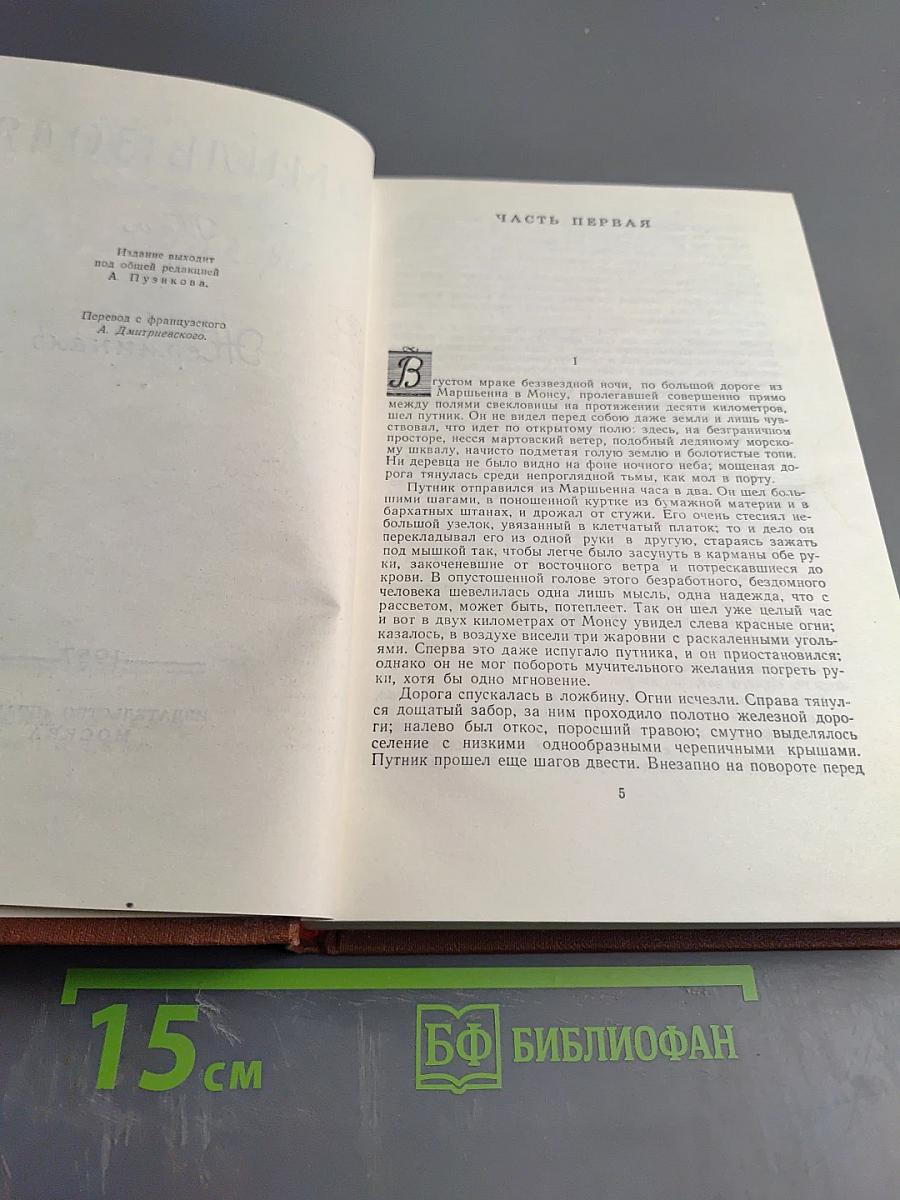 Издание выходит
под общей редакцией
А. Пузикова.
Перевод с французского
А. Дмитриевского.
ЧАСТЬ ПЕРВАЯ
I
В густом мраке беззвездной ночи, по большой дороге из
Маршьенна в Монсу, пролегавшей совершенно прямо
между полями свекловицы на протяжении десяти километров,
шел путник. Он не видел перед собою даже земли и лишь чув-
ствовал, что идет по открытому полю: здесь, на безграничном
просторе, несся мартовский ветер, подобный ледяному морско-
му шквалу, начисто подметая голую землю и болотистые топи.
Ни деревца не было видно на фоне ночного неба; мощеная до-
рога тянулась среди непроглядной тьмы, как мол в порту.
Путник отправился из Маршьенна часа в два. Он шел боль-
шими шагами, в поношенной куртке из бумажной материи и в
бархатных штанах, и дрожал от стужи. Его очень стеснял не-
большой узелок, увязанный в клетчатый платок; то и дело он
перекладывал его из одной руки в другую, стараясь зажать
под мышкой так, чтобы легче было засунуть в карманы обе ру-
ки, закоченевшие от восточного ветра и потрескавшиеся до
крови. В опустошенной голове этого безработного, бездомного
человека шевелилась одна лишь мысль, одна надежда, что с
рассветом, может быть, потеплеет. Так он шел уже целый час
и вот в двух километрах от Монсу увидел слева красные огни;
казалось, в воздухе висели три жаровни с раскаленными уголь-
ями. Сперва это даже испугало путника, и он приостановился;
однако он не мог побороть мучительного желания погреть ру-
ки, хотя бы одно мгновение.
Дорога спускалась в ложбину. Огни исчезли. Справа тянул-
ся дощатый забор, за ним проходило полотно железной доро-
ги; налево был откос, поросший травою; смутно выделялось
селение с низкими однообразными черепичными крышами.
Путник прошел еще шагов двести. Внезапно на повороте перед
5
15 см
БФ БИБЛИОФАН